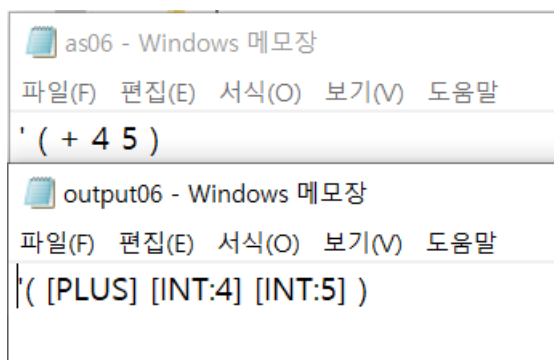 as06 - Windows 메모장
파일(F) 편집(E) 서식(O) 보기(V) 도움말
' ( + 4 5 )
output06 - Windows 메모장
파일(F) 편집(E) 서식(O) 보기(V) 도움말
'( [PLUS] [INT:4] [INT:5] )